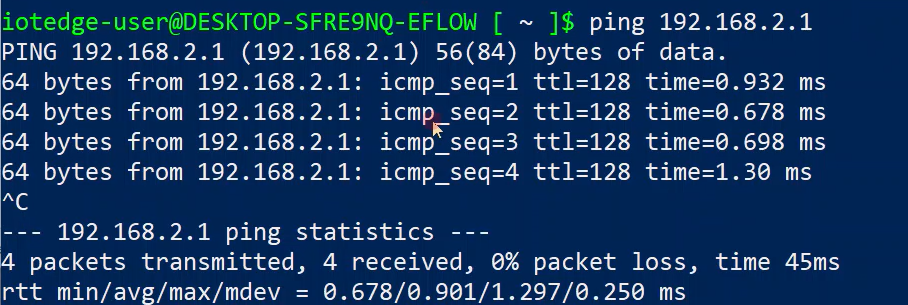 iotedge-user@DESKTOP-SFRE9NQ-EFLOW [ ~ ]$ ping 192.168.2.1
PING 192.168.2.1 (192.168.2.1) 56(84) bytes of data.
64 bytes from 192.168.2.1: icmp_seq=1 ttl=128 time=0.932 ms
64 bytes from 192.168.2.1: icmp_seq=2 ttl=128 time=0.678 ms
64 bytes from 192.168.2.1: icmp_seq=3 ttl=128 time=0.698 ms
64 bytes from 192.168.2.1: icmp_seq=4 ttl=128 time=1.30 ms
^C
--- 192.168.2.1 ping statistics ---
4 packets transmitted, 4 received, 0% packet loss, time 45ms
rtt min/avg/max/mdev = 0.678/0.901/1.297/0.250 ms